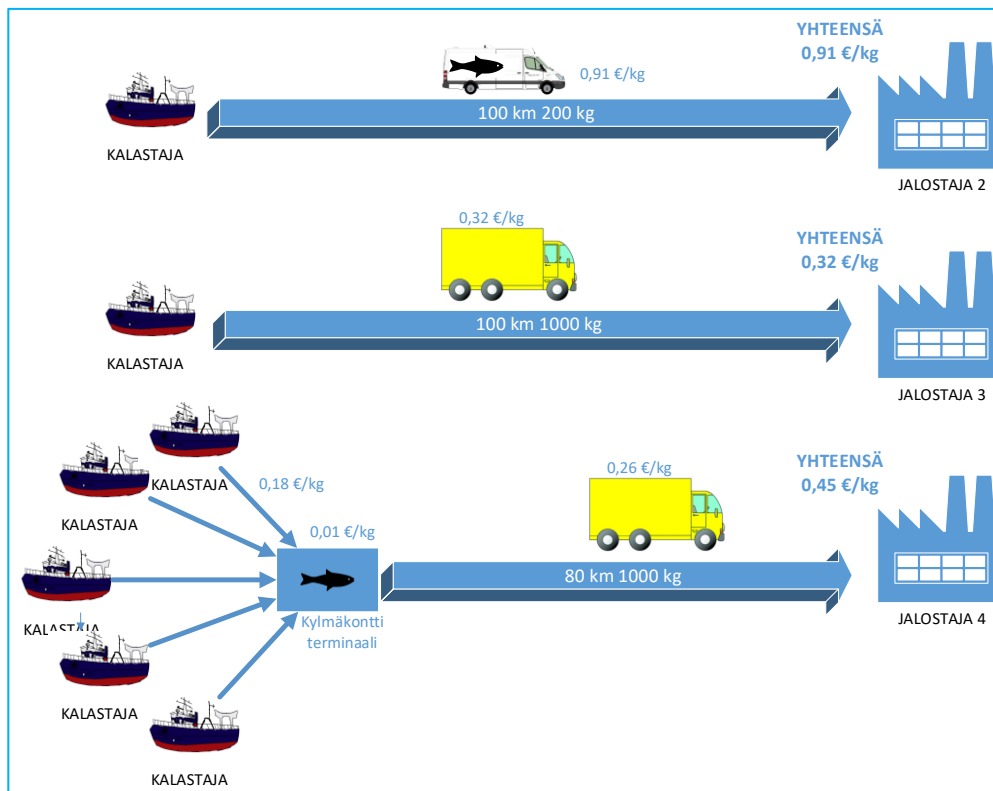 YHTEENSÄ
0,91 €/kg
0,91 €/kg
100 km 200 kg
KALASTAJA
JALOSTAJA 2
0,32 €/kg
YHTEENSÄ
0,32 €/kg
100 km 1000 kg
KALASTAJA
JALOSTAJA 3
YHTEENSÄ
0,45 €/kg
0,26 €/kg
KALASTAJA
0,18 €/kg
KALASTAJA
0,01 €/kg
80 km 1000 kg
KALASTAJA
Kylmäkontti
terminaali
JALOSTAJA 4
KALASTAJA
KALASTAJA